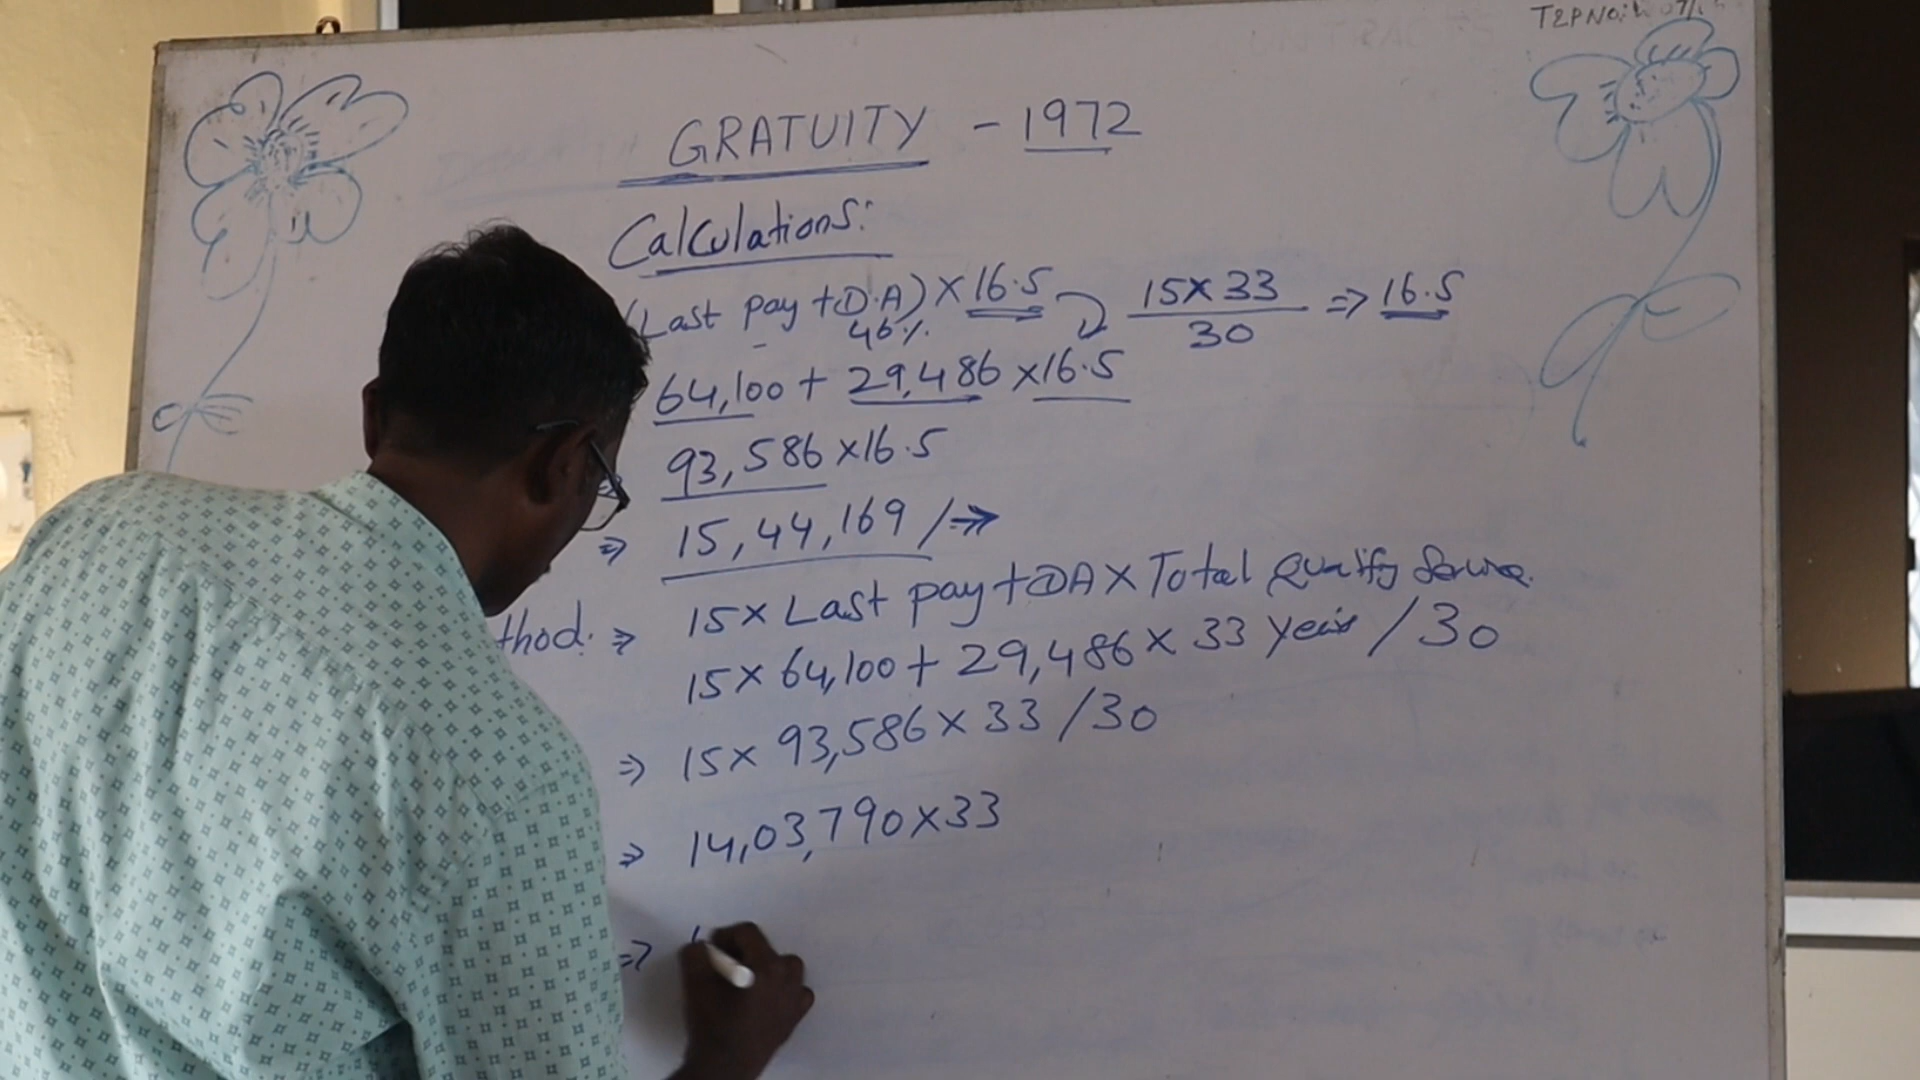 T2PNO:
GRATUITY - 1972
Calculations:
(Last pay + D.A) × 16.5 15×33/30 ⇒ 16.5
46%
64,100 + 29,486 ×16.5
93,586 ×16.5
⇒ 15,44,169/⇒
thod. ⇒ 15× Last pay + DA × Total Qualify Service
15× 64,100 + 29,486 × 33 years / 30
⇒ 15× 93,586 × 33 /30
⇒ 14,03,790×33
⇒